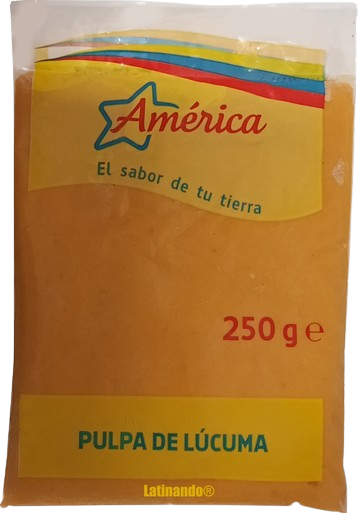 América
El sabor de tu tierra
250 g ℮
PULPA DE LÚCUMA
Latinando®